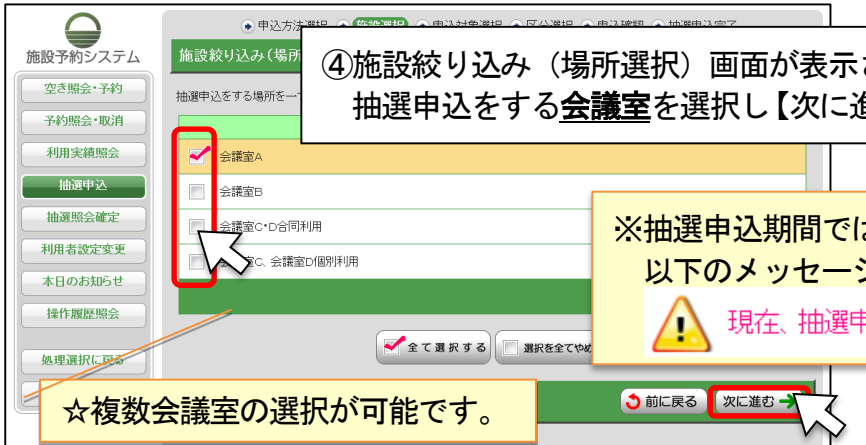 申込方法選択 施設選択 申込対象選択 区分選択 申込確認 抽選申込完了
施設予約システム
施設絞り込み(場所
④施設絞り込み（場所選択）画面が表示さ
抽選申込をする会議室を選択し【次に進
空き照会・予約
抽選申込をする場所を一
予約照会・取消
利用実績照会
会議室A
抽選申込
会議室B
抽選照会確定
会議室C・D合同利用
利用者設定変更
室C、会議室D個別利用
本日のお知らせ
操作履歴照会
※抽選申込期間では
以下のメッセージ
現在、抽選申
全て選択する
選択を全てやめ
処理選択に戻る
☆複数会議室の選択が可能です。
前に戻る
次に進む